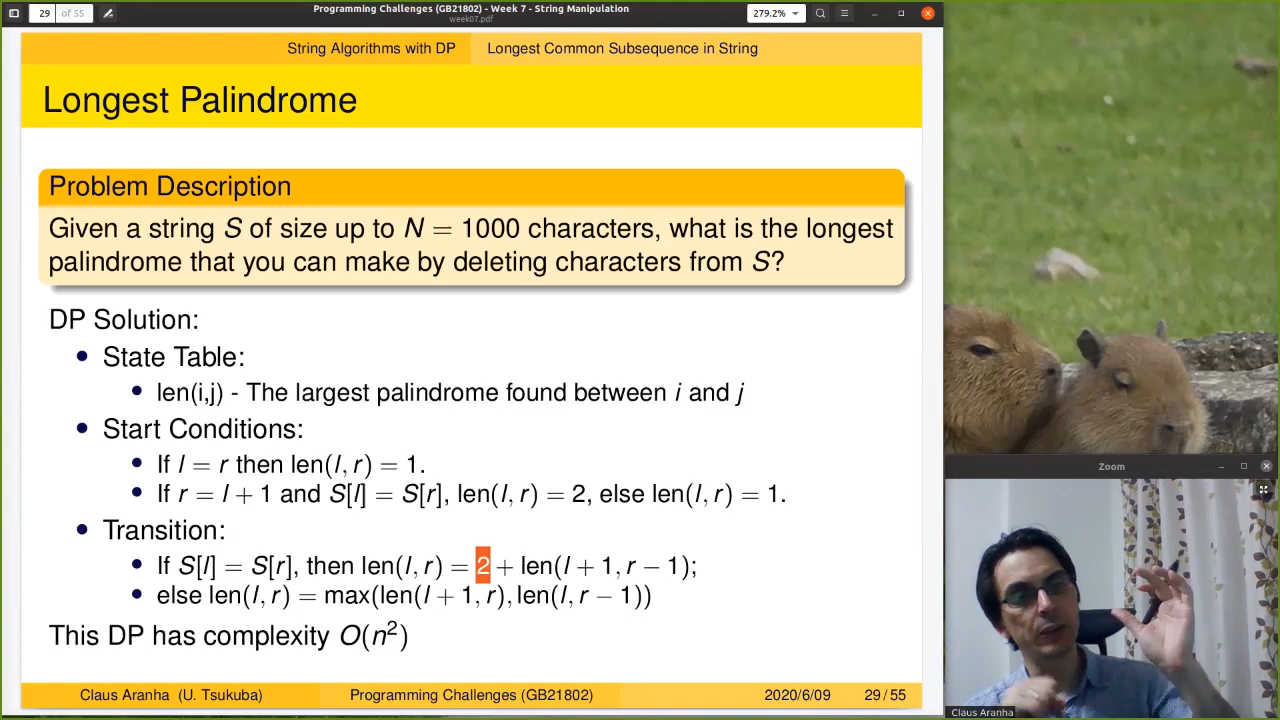 29 of 55
Programming Challenges (GB21802) - Week 7 - String Manipulation
week07.pdf
279.2%
String Algorithms with DP Longest Common Subsequence in String
Longest Palindrome
Problem Description
Given a string S of size up to N = 1000 characters, what is the longest
palindrome that you can make by deleting characters from S?
DP Solution:
• State Table:
• len(i,j) - The largest palindrome found between i and j
• Start Conditions:
• If l = r then len(l, r) = 1.
• If r = l + 1 and S[l] = S[r], len(l, r) = 2, else len(l, r) = 1.
• Transition:
• If S[l] = S[r], then len(l, r) = 2 + len(l + 1, r − 1);
• else len(l, r) = max(len(l + 1, r), len(l, r − 1))
This DP has complexity O(n²)
Claus Aranha (U. Tsukuba) Programming Challenges (GB21802) 2020/6/09 29 / 55
Zoom
Claus Aranha